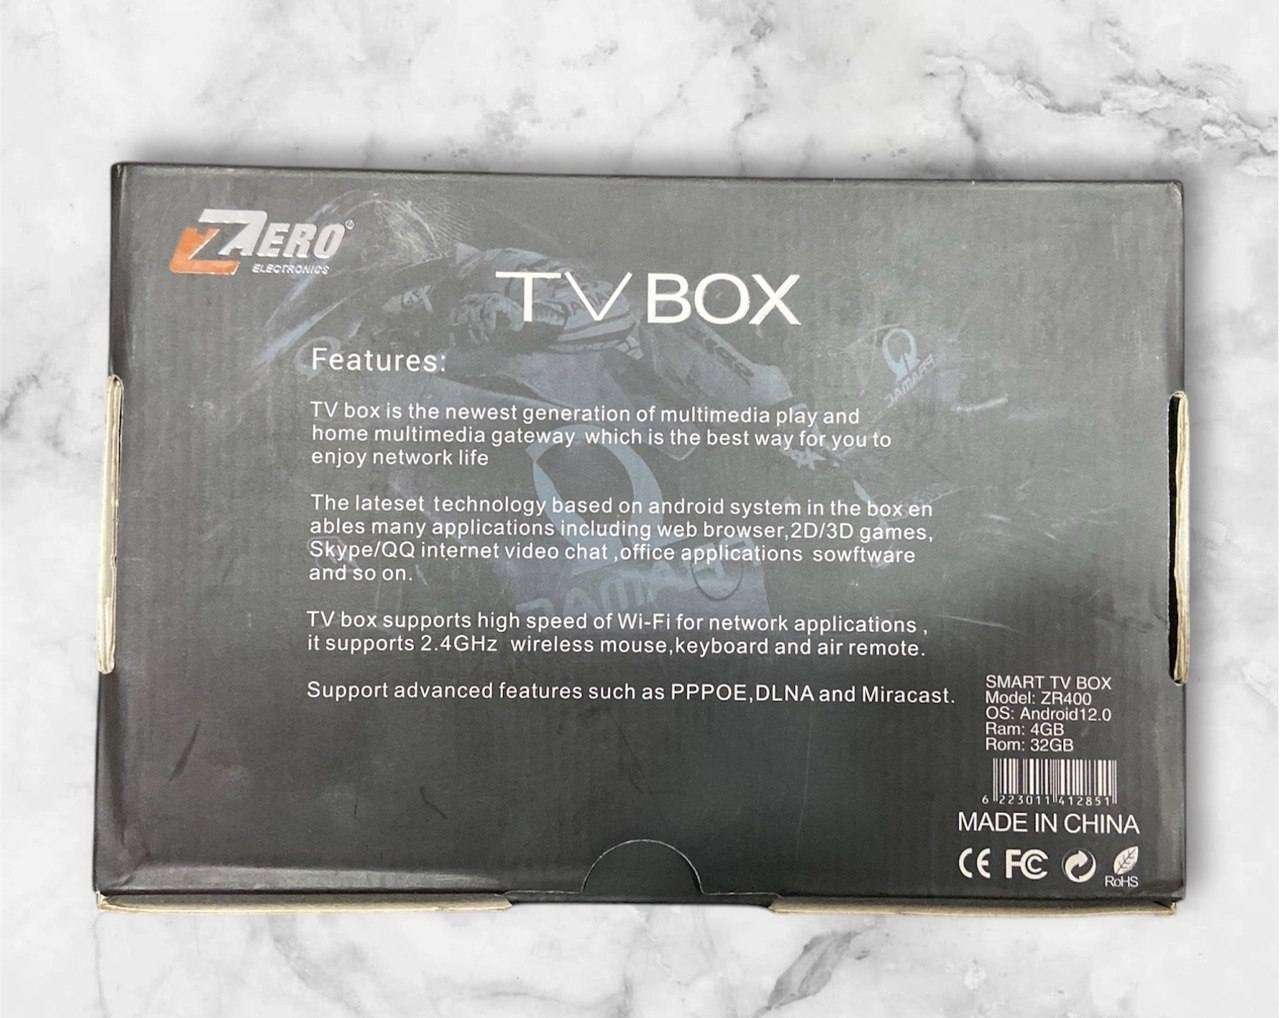 ZERO®
ELECTRONICS
TV BOX
Features:
TV box is the newest generation of multimedia play and
home multimedia gateway which is the best way for you to
enjoy network life
The lateset technology based on android system in the box en
ables many applications including web browser,2D/3D games,
Skype/QQ internet video chat ,office applications sowftware
and so on.
TV box supports high speed of Wi-Fi for network applications ,
it supports 2.4GHz wireless mouse,keyboard and air remote.
Support advanced features such as PPPOE,DLNA and Miracast.
SMART TV BOX
Model: ZR400
OS: Android12.0
Ram: 4GB
Rom: 32GB
6 223011 412851
MADE IN CHINA
CE FC RoHS